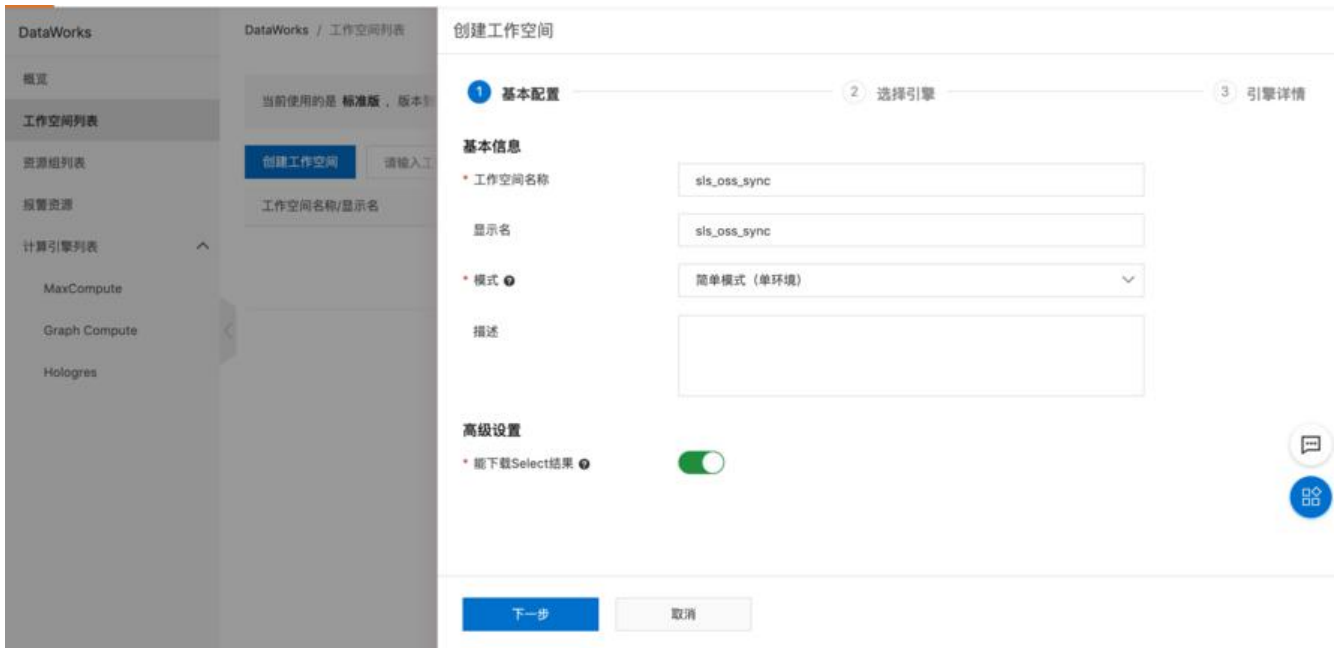 DataWorks
概览
工作空间列表
资源组列表
报警资源
计算引擎列表
MaxCompute
Graph Compute
Hologres
DataWorks / 工作空间列表
当前使用的是 标准版 ，版本到
创建工作空间 请输入工
工作空间名称/显示名
创建工作空间
1 基本配置 2 选择引擎 3 引擎详情
基本信息
* 工作空间名称 sls_oss_sync
显示名 sls_oss_sync
* 模式 简单模式（单环境）
描述
高级设置
* 能下载Select结果
下一步 取消